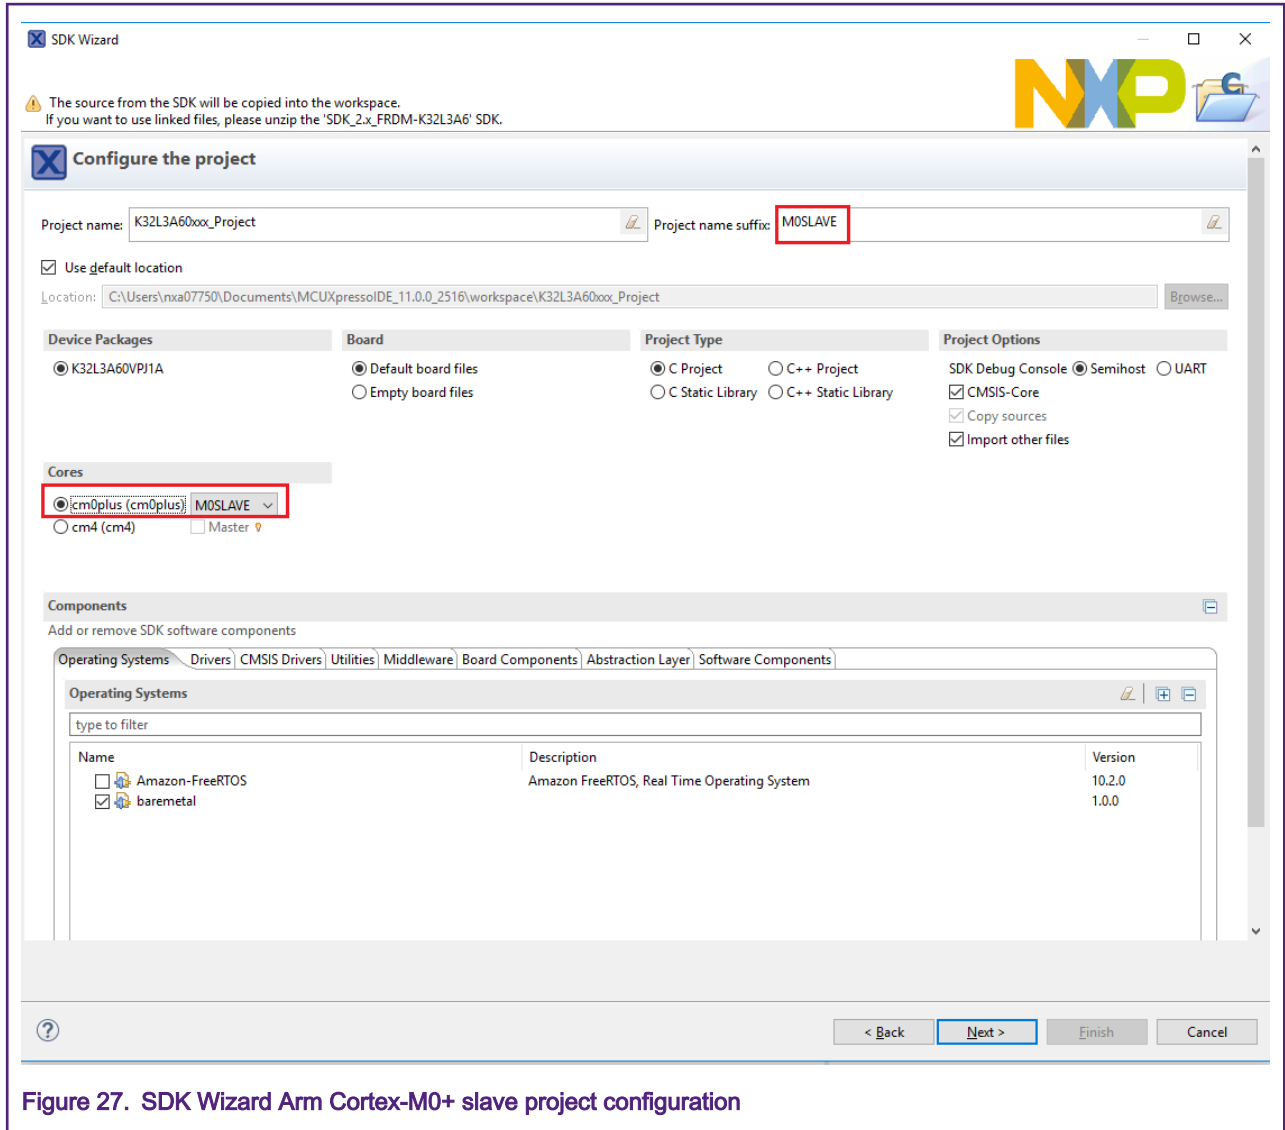 SDK Wizard
NXP
The source from the SDK will be copied into the workspace.
If you want to use linked files, please unzip the 'SDK_2.x_FRDM-K32L3A6' SDK.
Configure the project
Project name: K32L3A60xxx_Project Project name suffix: M0SLAVE
Use default location
Location: C:\Users\nxa07750\Documents\MCUXpressoIDE_11.0.0_2516\workspace\K32L3A60xxx_Project Browse...
Device Packages Board Project Type Project Options
K32L3A60VPJ1A Default board files C Project C++ Project SDK Debug Console Semihost UART
Empty board files C Static Library C++ Static Library CMSIS-Core
Copy sources
Import other files
Cores
cm0plus (cm0plus) M0SLAVE
cm4 (cm4) Master
Components
Add or remove SDK software components
Operating Systems Drivers CMSIS Drivers Utilities Middleware Board Components Abstraction Layer Software Components
Operating Systems
type to filter
Name Description Version
Amazon-FreeRTOS Amazon FreeRTOS, Real Time Operating System 10.2.0
baremetal 1.0.0
< Back Next > Finish Cancel
Figure 27. SDK Wizard Arm Cortex-M0+ slave project configuration